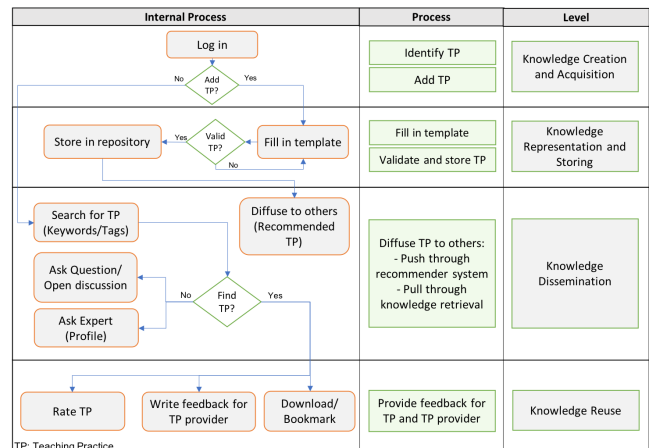 Internal Process
Process
Level
Log in
No
Add
TP?
Yes
Identify TP
Add TP
Knowledge Creation
and Acquisition
Store in repository
Yes
Valid
TP?
No
Fill in template
Fill in template
Validate and store TP
Knowledge
Representation and
Storing
Search for TP
(Keywords/Tags)
Diffuse to others
(Recommended
TP)
Ask Question/
Open discussion
No
Find
TP?
Yes
Ask Expert
(Profile)
Diffuse TP to others:
- Push through
recommender system
- Pull through
knowledge retrieval
Knowledge
Dissemination
Rate TP
Write feedback for
TP provider
Download/
Bookmark
Provide feedback for
TP and TP provider
Knowledge Reuse
TP: Teaching Practice